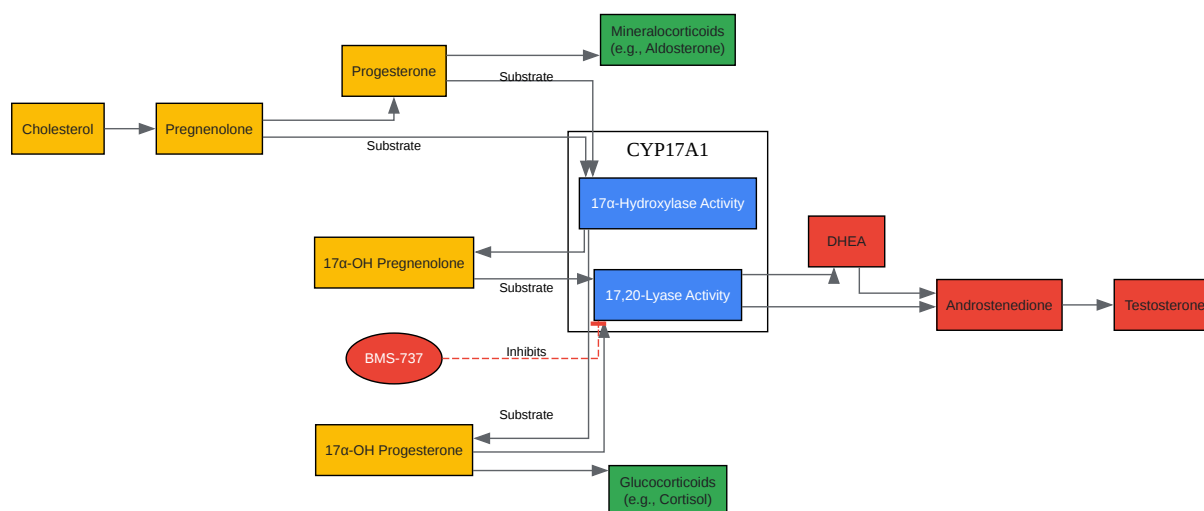 Mineralocorticoids
(e.g., Aldosterone)
Progesterone
Substrate
Cholesterol
Pregnenolone
Substrate
CYP17A1
17α-Hydroxylase Activity
DHEA
17α-OH Pregnenolone
Substrate
17,20-Lyase Activity
Androstenedione
Testosterone
BMS-737
Inhibits
Substrate
17α-OH Progesterone
Glucocorticoids
(e.g., Cortisol)